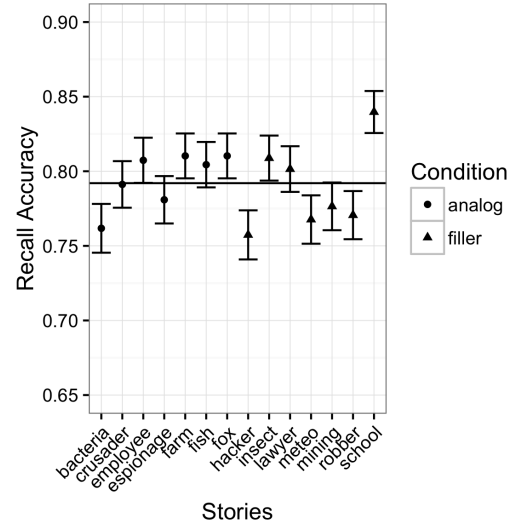 0.90
0.85
0.80
0.75
0.70
0.65
Recall Accuracy
bacteria
crusader
employee
espionage
farm
fish
fox
hacker
insect
lawyer
meteo
mining
robber
school
Stories
Condition
analog
filler